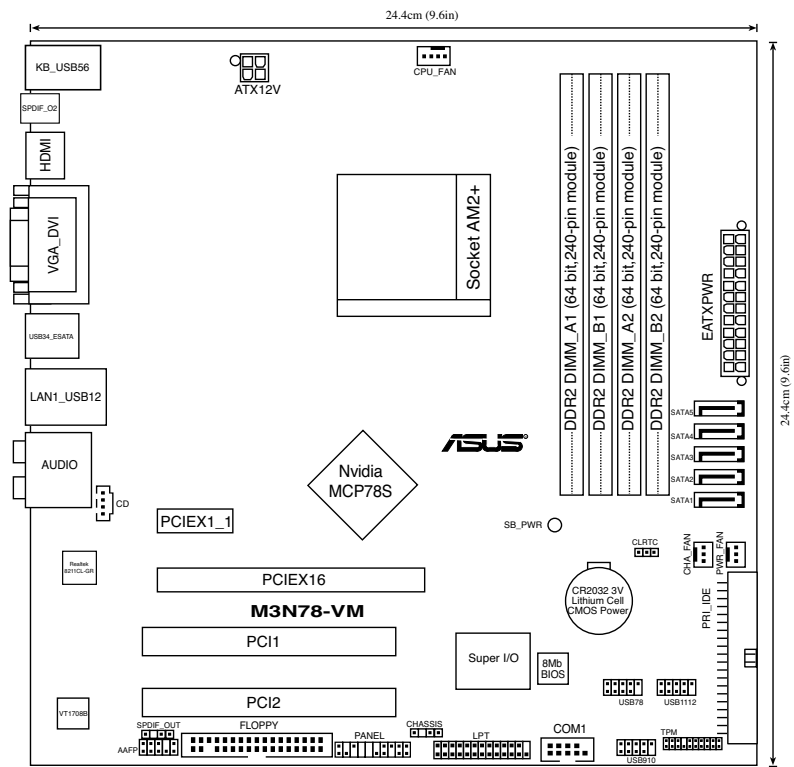 24.4cm (9.6in)
KB_USB56
CPU_FAN
ATX12V
SPDIF_O2
HDMI
VGA_DVI
Socket AM2+
DDR2 DIMM_A1 (64 bit,240-pin module)
DDR2 DIMM_B1 (64 bit,240-pin module)
DDR2 DIMM_A2 (64 bit,240-pin module)
DDR2 DIMM_B2 (64 bit,240-pin module)
EATXPWR
24.4cm (9.6in)
USB34_ESATA
LAN1_USB12
SATA5
SATA4
SATA3
SATA2
SATA1
AUDIO
ASUS
Nvidia
MCP78S
CD
PCIEX1_1
SB_PWR
CLRTC
CHA_FAN
PWR_FAN
Realtek
8211CL-GR
PCIEX16
CR2032 3V
Lithium Cell
CMOS Power
PRI_IDE
M3N78-VM
PCI1
Super I/O
8Mb
BIOS
USB78
USB1112
VT1708B
PCI2
SPDIF_OUT
FLOPPY
CHASSIS
PANEL
LPT
COM1
TPM
AAFP
USB910